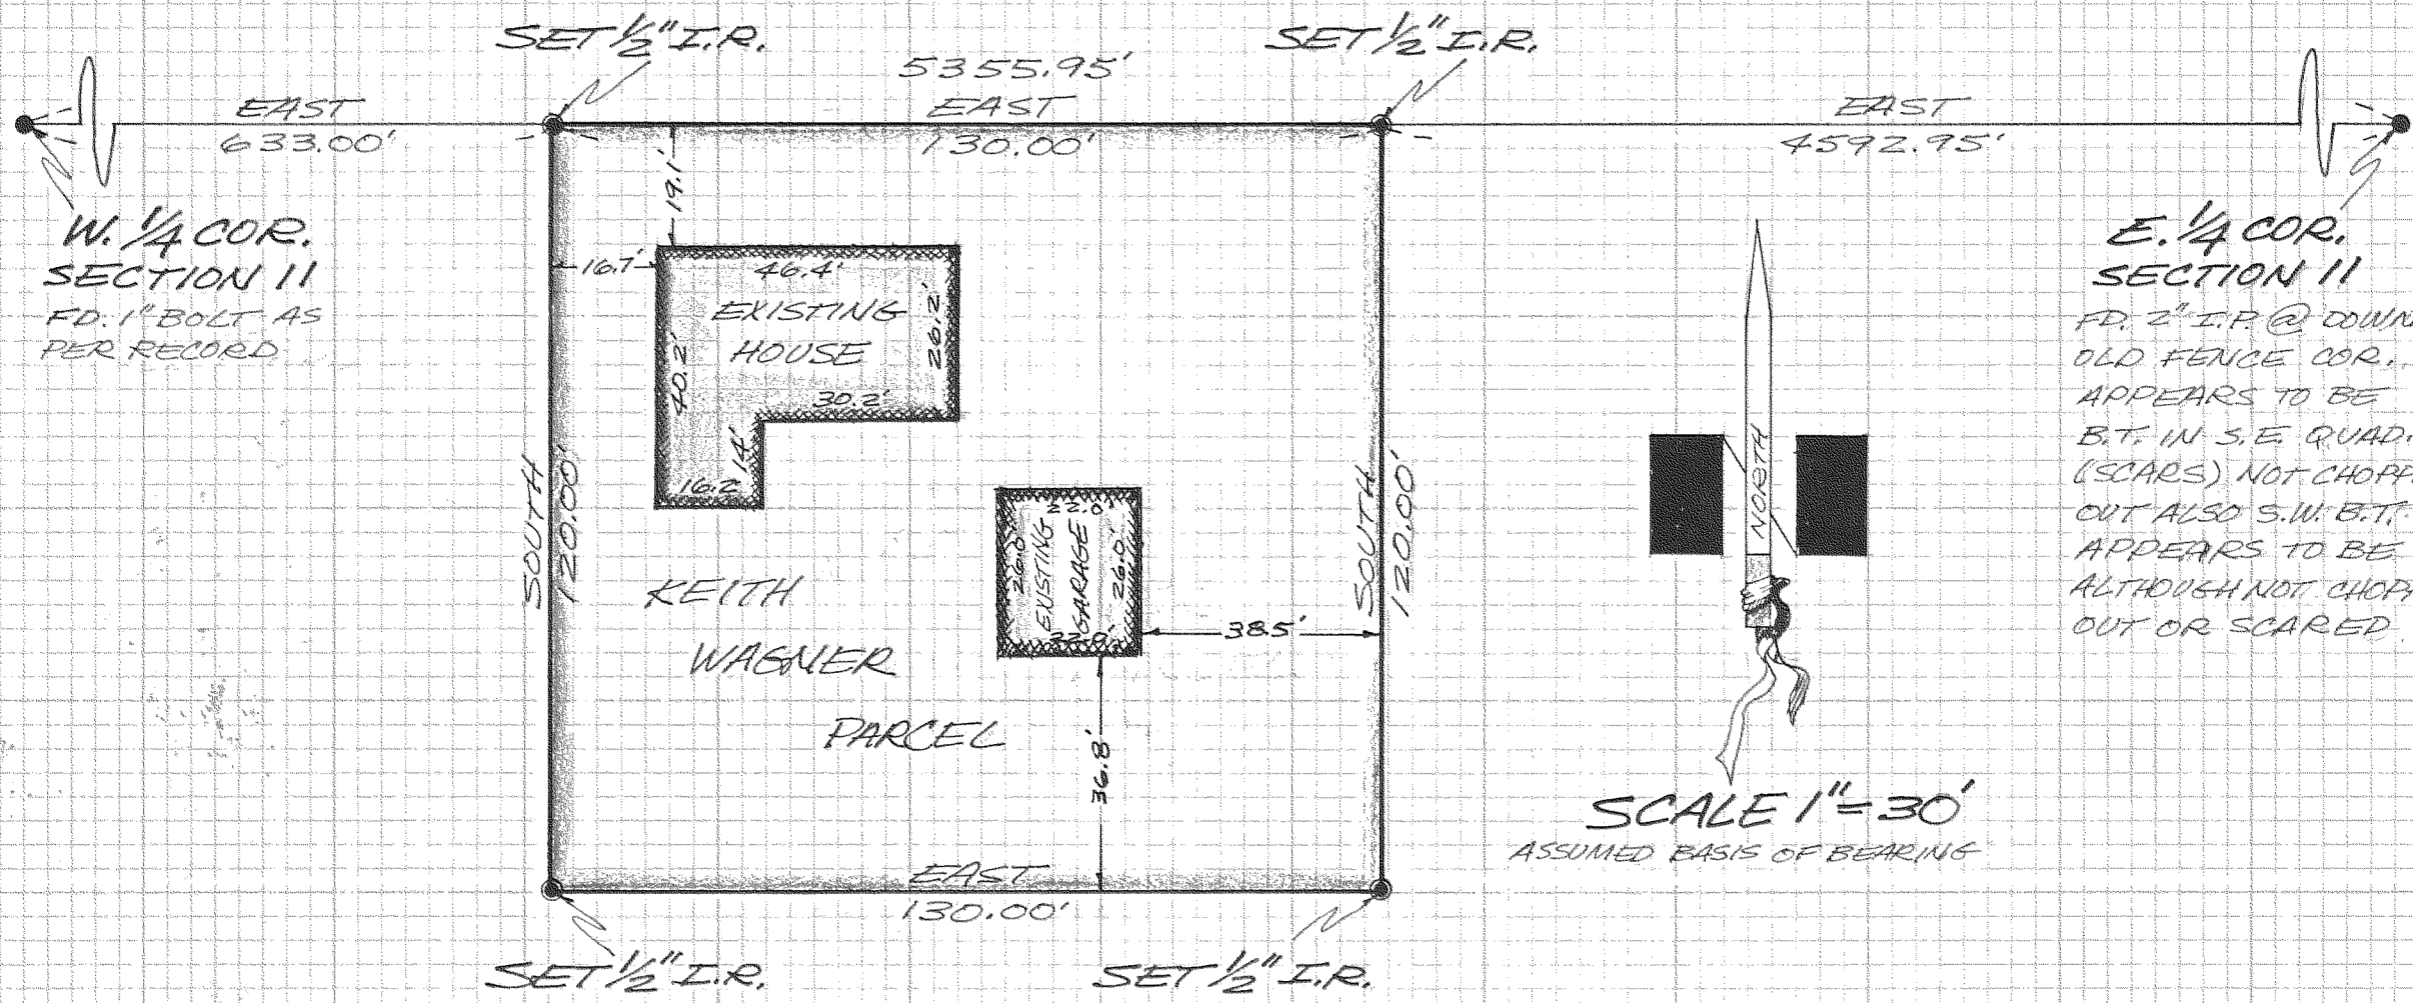 SET 1/2" I.R.
SET 1/2" I.R.
5355.95'
EAST
633.00'
EAST
130.00'
EAST
4592.95'
W. 1/4 COR.
SECTION 11
FD. 1" BOLT AS
PER RECORD
19.1'
16.7'
46.4'
EXISTING
HOUSE
40.2'
26.2'
30.2'
14'
16.2'
SOUTH
120.00'
22.0'
26.0'
EXISTING
GARAGE
26.0'
22.0'
38.5'
36.8'
SOUTH
120.00'
KEITH
WAGNER
PARCEL
EAST
130.00'
SET 1/2" I.R.
SET 1/2" I.R.
NORTH
SCALE 1"=30'
ASSUMED BASIS OF BEARING
E. 1/4 COR.
SECTION 11
FD. 2" I.P. @ DOWN
OLD FENCE COR.
APPEARS TO BE
B.T. IN S.E. QUAD.
(SCARS) NOT CHOPP
OUT ALSO S.W. B.T.
APPEARS TO BE
ALTHOUGH NOT CHOP
OUT OR SCARED